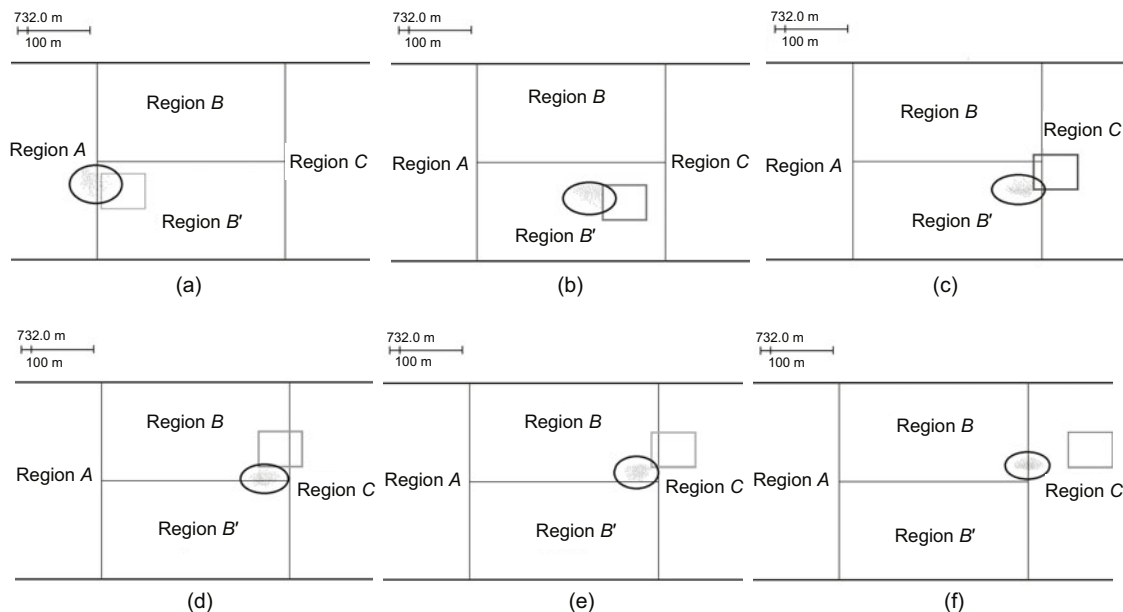 732.0 m
100 m
Region B
Region A
Region C
Region B′
(a)
732.0 m
100 m
Region B
Region A
Region C
Region B′
(b)
732.0 m
100 m
Region B
Region C
Region A
Region B′
(c)
732.0 m
100 m
Region B
Region A
Region C
Region B′
(d)
732.0 m
100 m
Region B
Region A
Region C
Region B′
(e)
732.0 m
100 m
Region B
Region A
Region C
Region B′
(f)